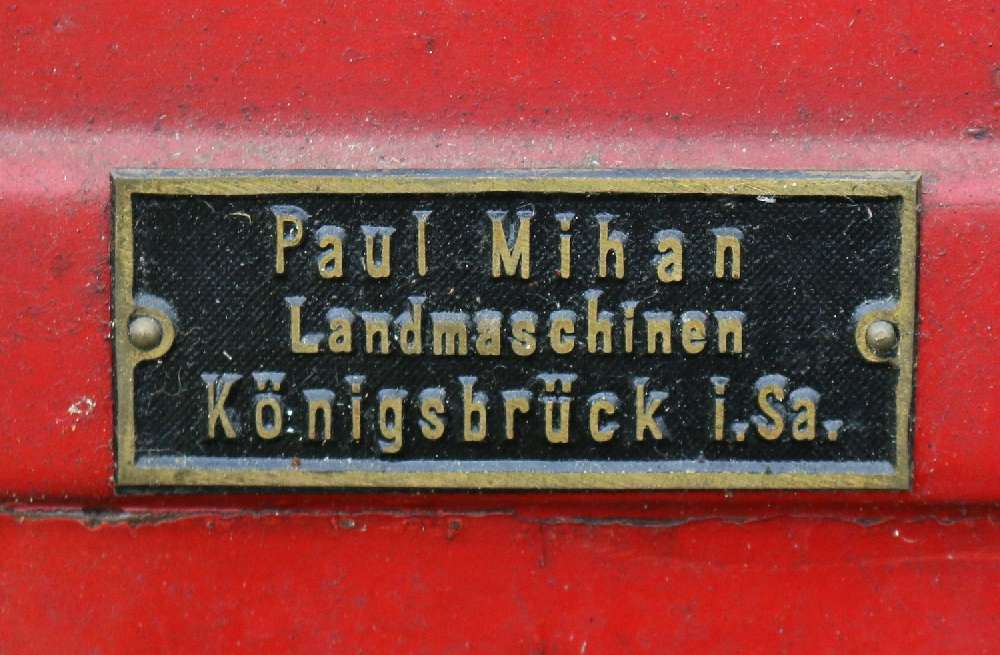 Paul Mihan
Landmaschinen
Königsbrück i.Sa.